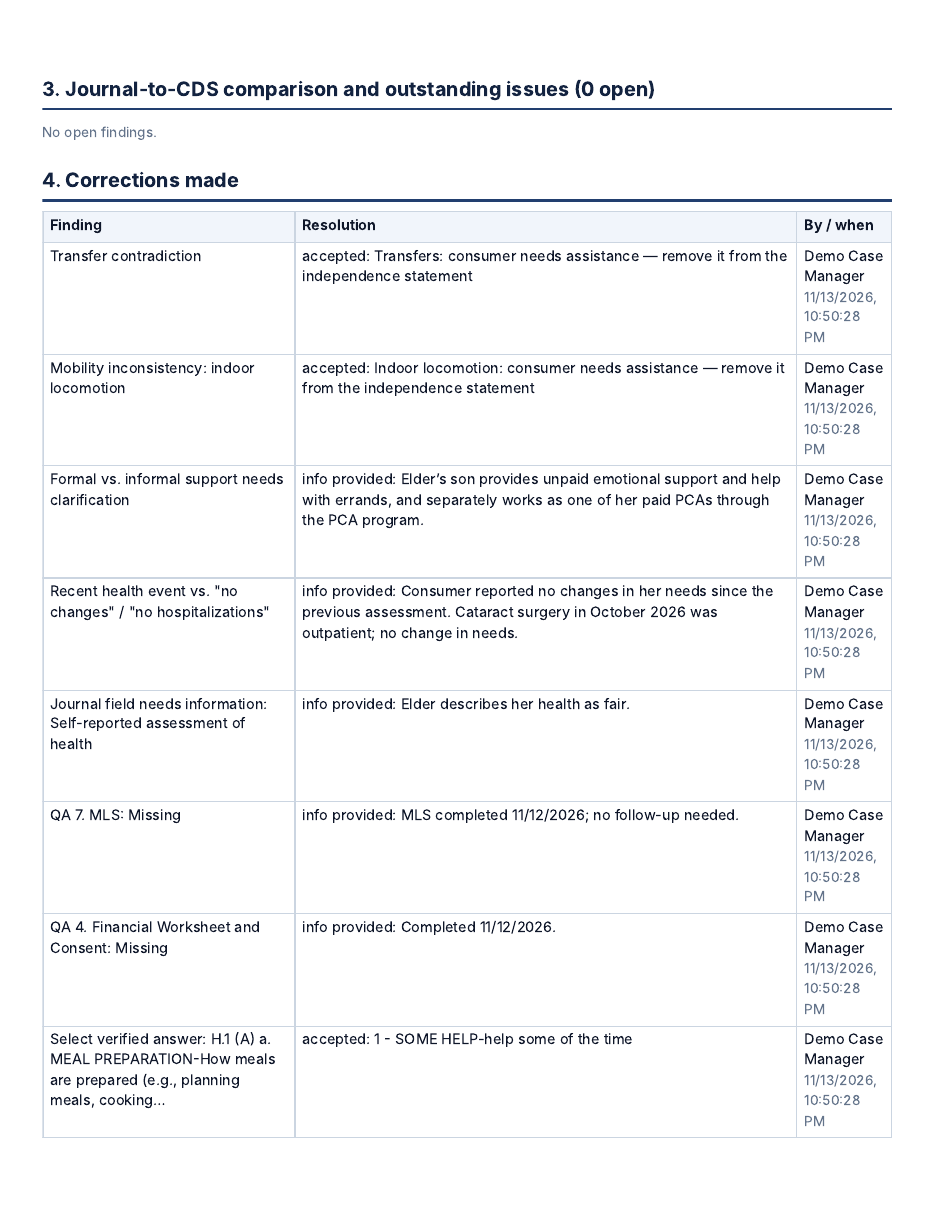 3. Journal-to-CDS comparison and outstanding issues (0 open)
No open findings.
4. Corrections made
Finding
Resolution
By / when
Transfer contradiction
accepted: Transfers: consumer needs assistance — remove it from the
independence statement
Demo Case
Manager
11/13/2026,
10:50:28
PM
Mobility inconsistency: indoor
locomotion
accepted: Indoor locomotion: consumer needs assistance — remove it
from the independence statement
Demo Case
Manager
11/13/2026,
10:50:28
PM
Formal vs. informal support needs
clarification
info provided: Elder’s son provides unpaid emotional support and help
with errands, and separately works as one of her paid PCAs through
the PCA program.
Demo Case
Manager
11/13/2026,
10:50:28
PM
Recent health event vs. "no
changes" / "no hospitalizations"
info provided: Consumer reported no changes in her needs since the
previous assessment. Cataract surgery in October 2026 was
outpatient; no change in needs.
Demo Case
Manager
11/13/2026,
10:50:28
PM
Journal field needs information:
Self-reported assessment of
health
info provided: Elder describes her health as fair.
Demo Case
Manager
11/13/2026,
10:50:28
PM
QA 7. MLS: Missing
info provided: MLS completed 11/12/2026; no follow-up needed.
Demo Case
Manager
11/13/2026,
10:50:28
PM
QA 4. Financial Worksheet and
Consent: Missing
info provided: Completed 11/12/2026.
Demo Case
Manager
11/13/2026,
10:50:28
PM
Select verified answer: H.1 (A) a.
MEAL PREPARATION-How meals
are prepared (e.g., planning
meals, cooking…
accepted: 1 - SOME HELP-help some of the time
Demo Case
Manager
11/13/2026,
10:50:28
PM